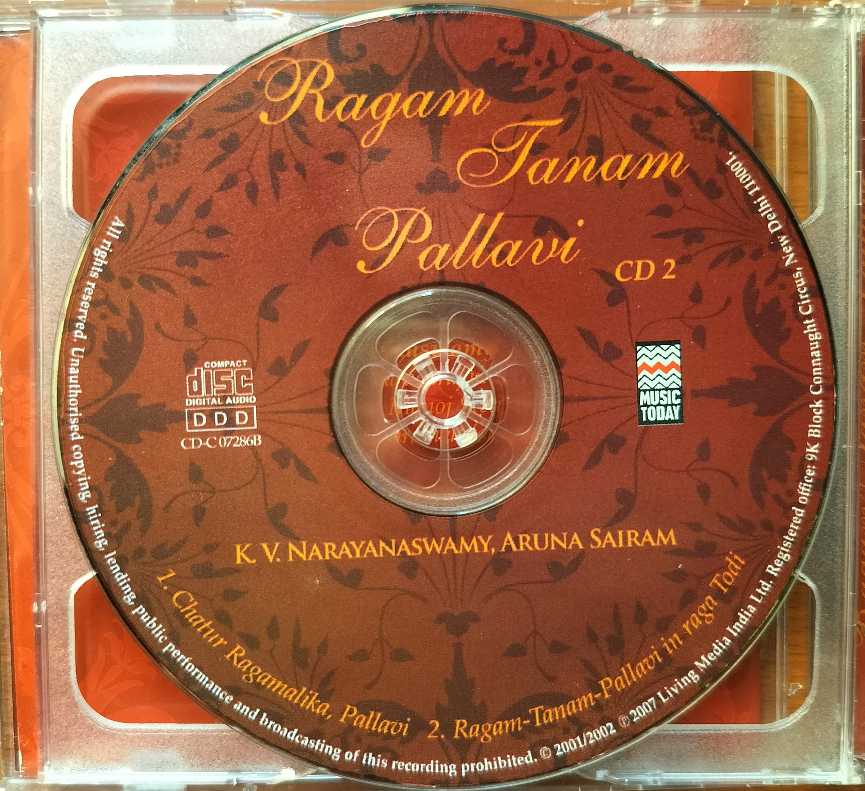 Ragam
Tanam
Pallavi
CD 2
COMPACT
disc
DIGITAL AUDIO
DDD
CD-C 07286B
MUSIC
TODAY
K. V. NARAYANASWAMY, ARUNA SAIRAM
1. Chatur Ragamalika, Pallavi 2. Ragam-Tanam-Pallavi in raga Todi
All rights reserved. Unauthorised copying, hiring, lending, public performance and broadcasting of this recording prohibited. © 2001/2002 ℗ 2007 Living Media India Ltd. Registered office: 9K Block Connaught Circus, New Delhi 110001.